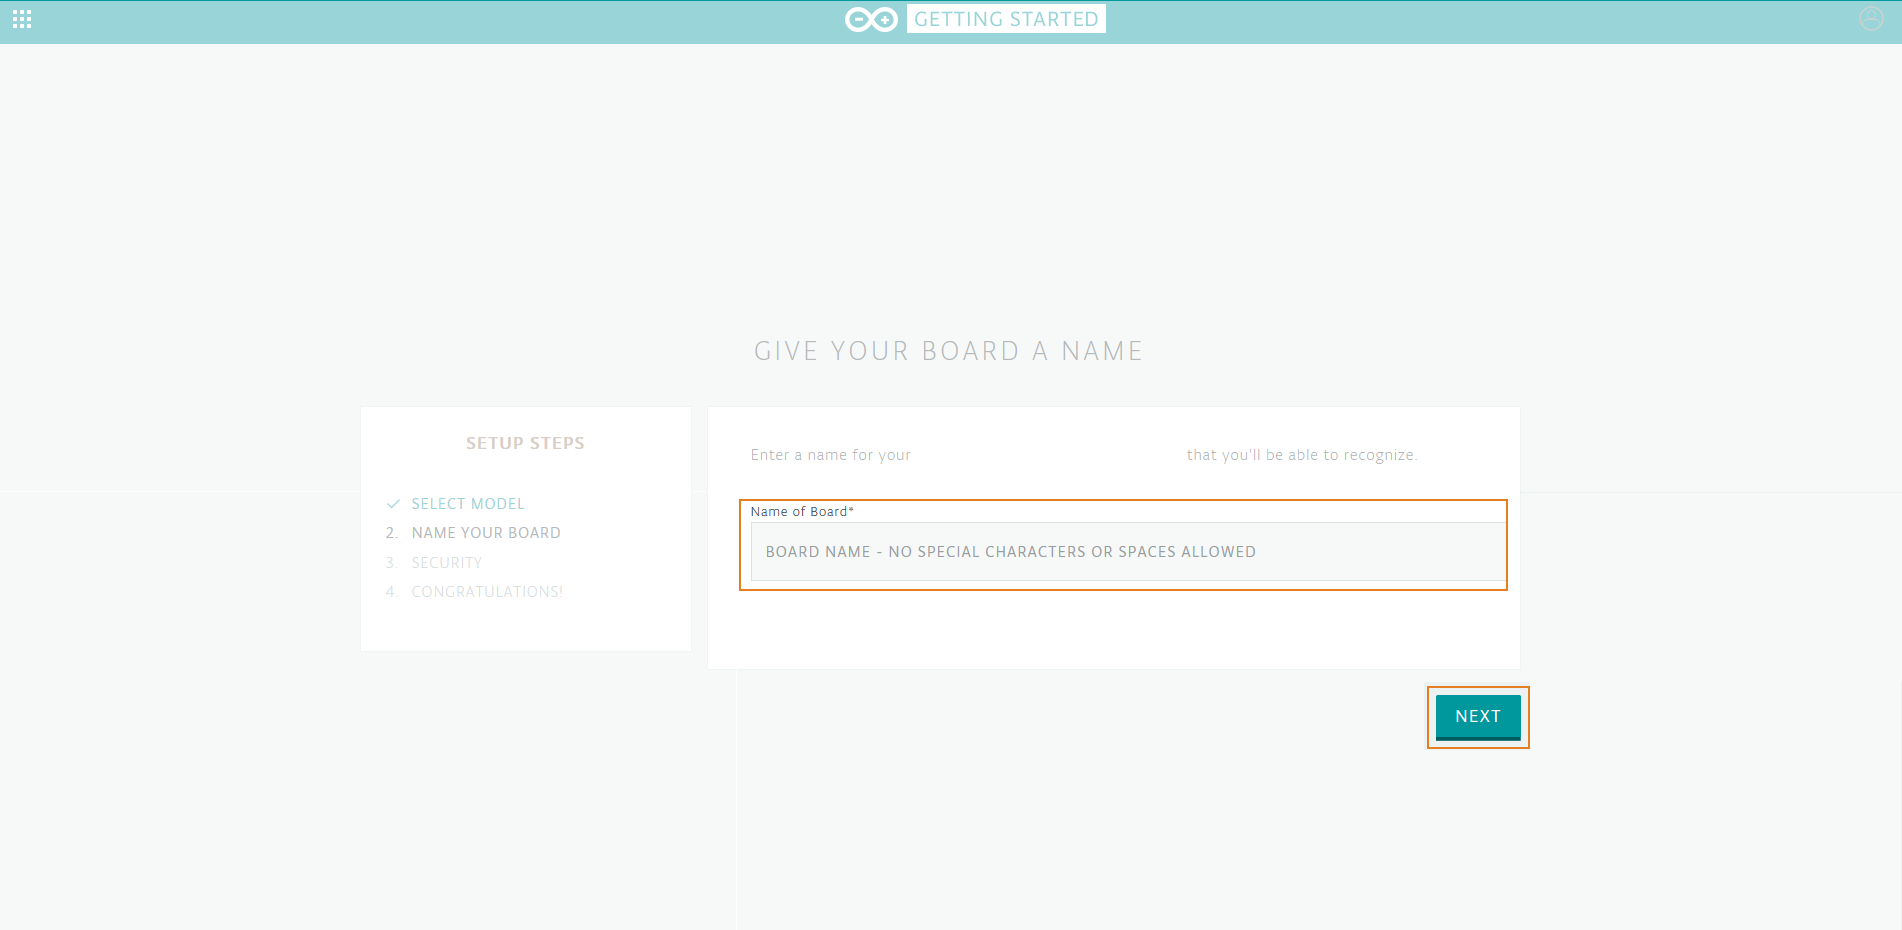 GETTING STARTED
GIVE YOUR BOARD A NAME
SETUP STEPS
SELECT MODEL
2. NAME YOUR BOARD
3. SECURITY
4. CONGRATULATIONS!
Enter a name for your that you'll be able to recognize.
Name of Board*
BOARD NAME - NO SPECIAL CHARACTERS OR SPACES ALLOWED
NEXT